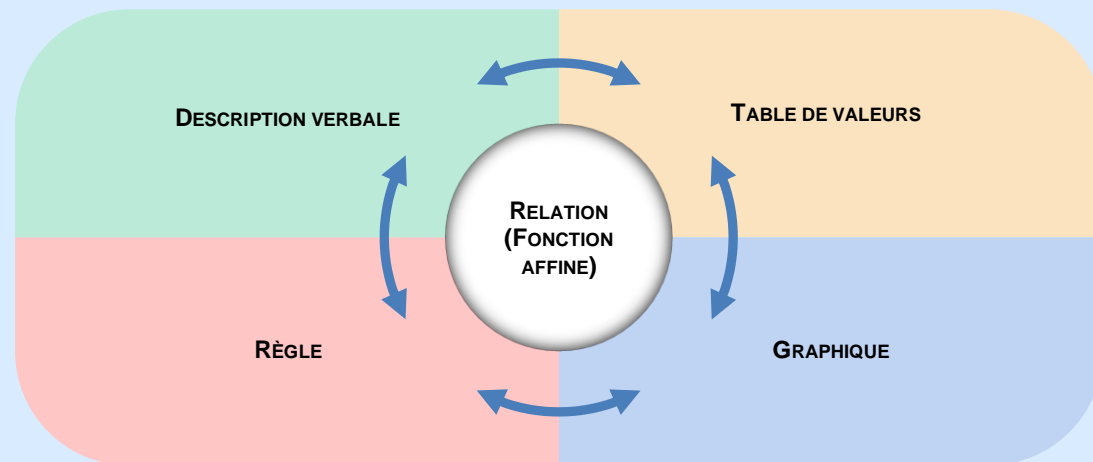 DESCRIPTION VERBALE
TABLE DE VALEURS
RELATION
(FONCTION
AFFINE)
RÈGLE
GRAPHIQUE